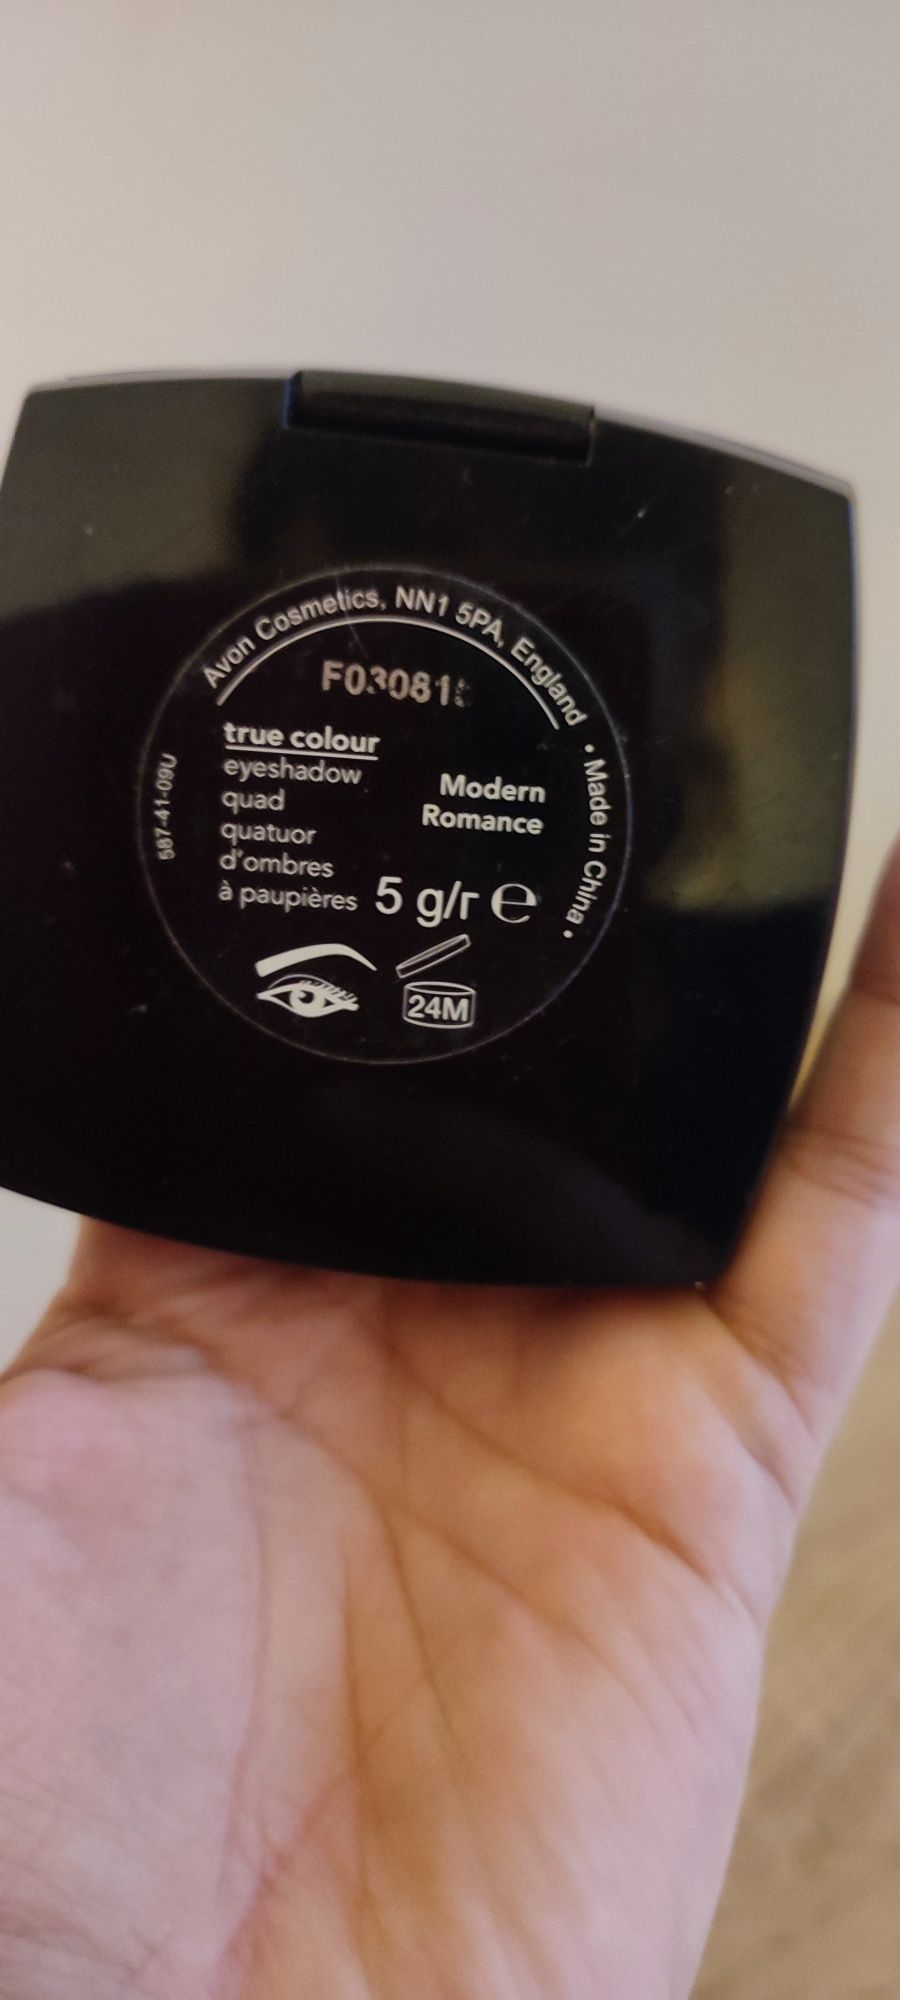 Avon Cosmetics, NN1 5PA, England • Made in China •
true colour
eyeshadow
quad
quatuor
d'ombres
à paupières
Modern
Romance
5 g/r e
24M
587-41-09U